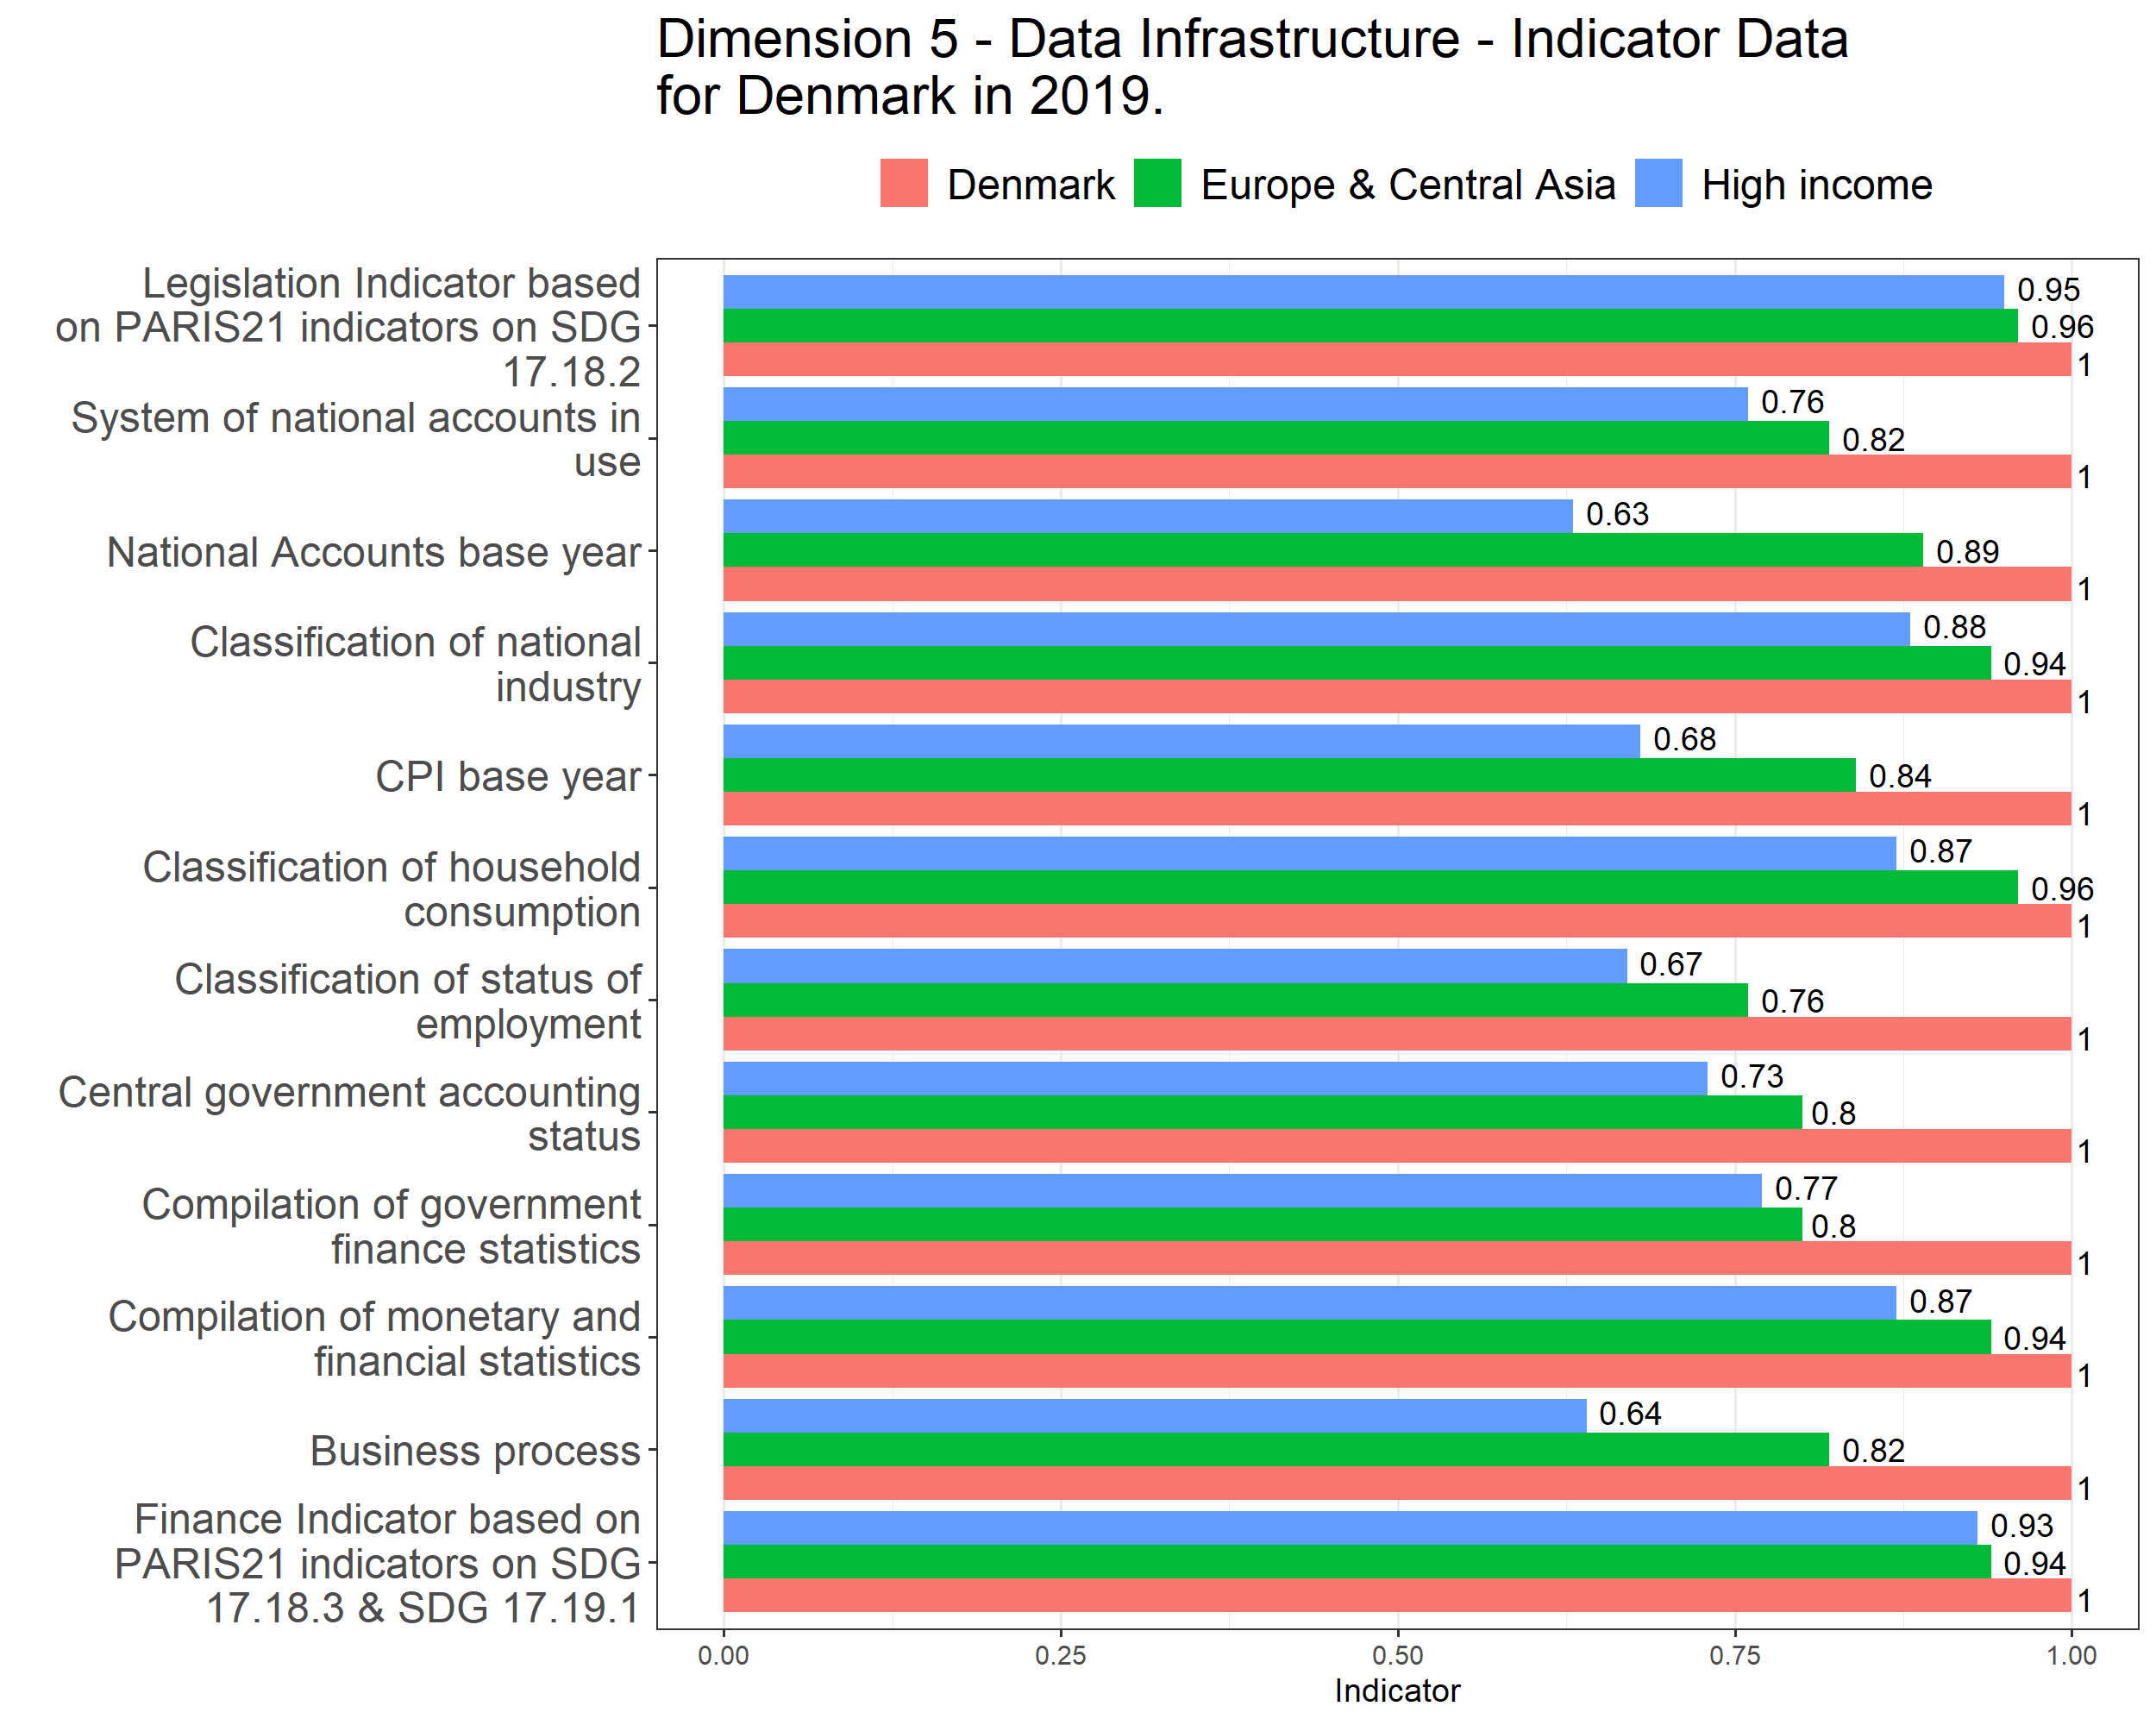 Dimension 5 - Data Infrastructure - Indicator Data
for Denmark in 2019.
Denmark
Europe & Central Asia
High income
Legislation Indicator based
on PARIS21 indicators on SDG
17.18.2
0.95
0.96
1
System of national accounts in
use
0.76
0.82
1
National Accounts base year
0.63
0.89
1
Classification of national
industry
0.88
0.94
1
CPI base year
0.68
0.84
1
Classification of household
consumption
0.87
0.96
1
Classification of status of
employment
0.67
0.76
1
Central government accounting
status
0.73
0.8
1
Compilation of government
finance statistics
0.77
0.8
1
Compilation of monetary and
financial statistics
0.87
0.94
1
Business process
0.64
0.82
1
Finance Indicator based on
PARIS21 indicators on SDG
17.18.3 & SDG 17.19.1
0.93
0.94
1
0.00
0.25
0.50
0.75
1.00
Indicator